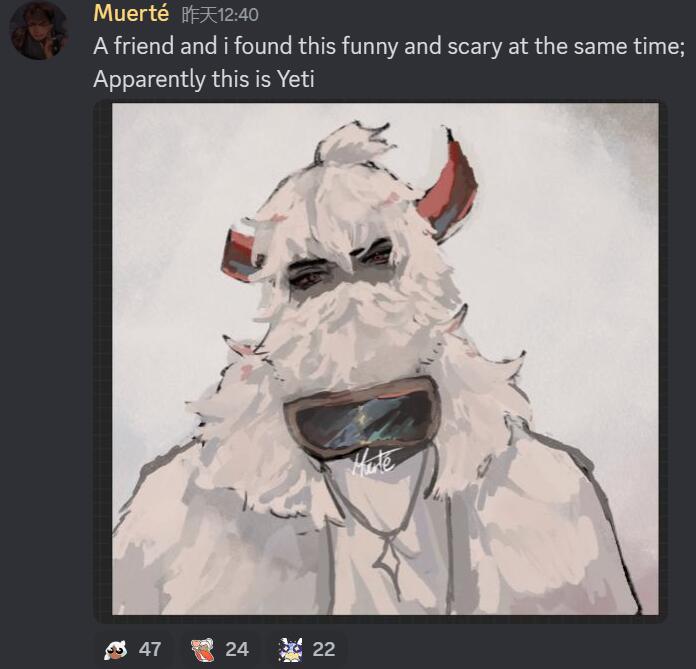 Muerté 昨天12:40
A friend and i found this funny and scary at the same time;
Apparently this is Yeti
Muerté
47 24 22